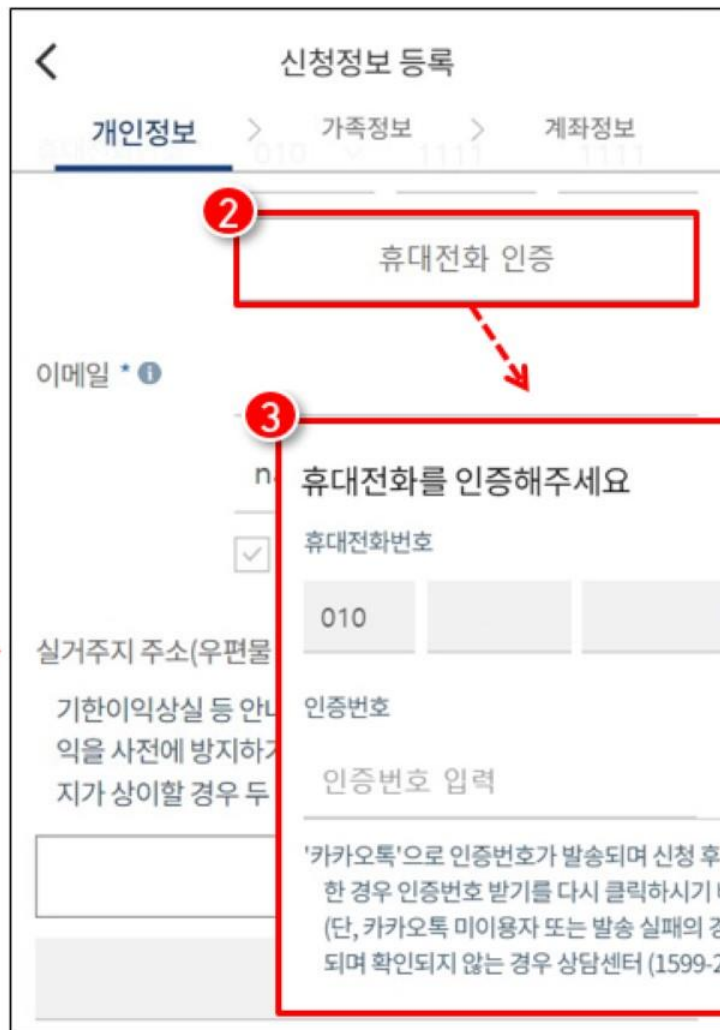 신청정보 등록
개인정보 > 가족정보 > 계좌정보
010 1111 1111
2
휴대전화 인증
이메일 *
3
휴대전화를 인증해주세요
휴대전화번호
010
실거주지 주소(우편물
기한이익상실 등
익을 사전에
지가 상이할 경우 두
인증번호
인증번호 입력
'카카오톡'으로 인증번호가 발송되며 신청 후
한 경우 인증번호 받기를 다시 클릭하시기
(단, 카카오톡 미이용자 또는 발송 실패의
되며 확인되지 않는 경우 상담센터 (1599-2